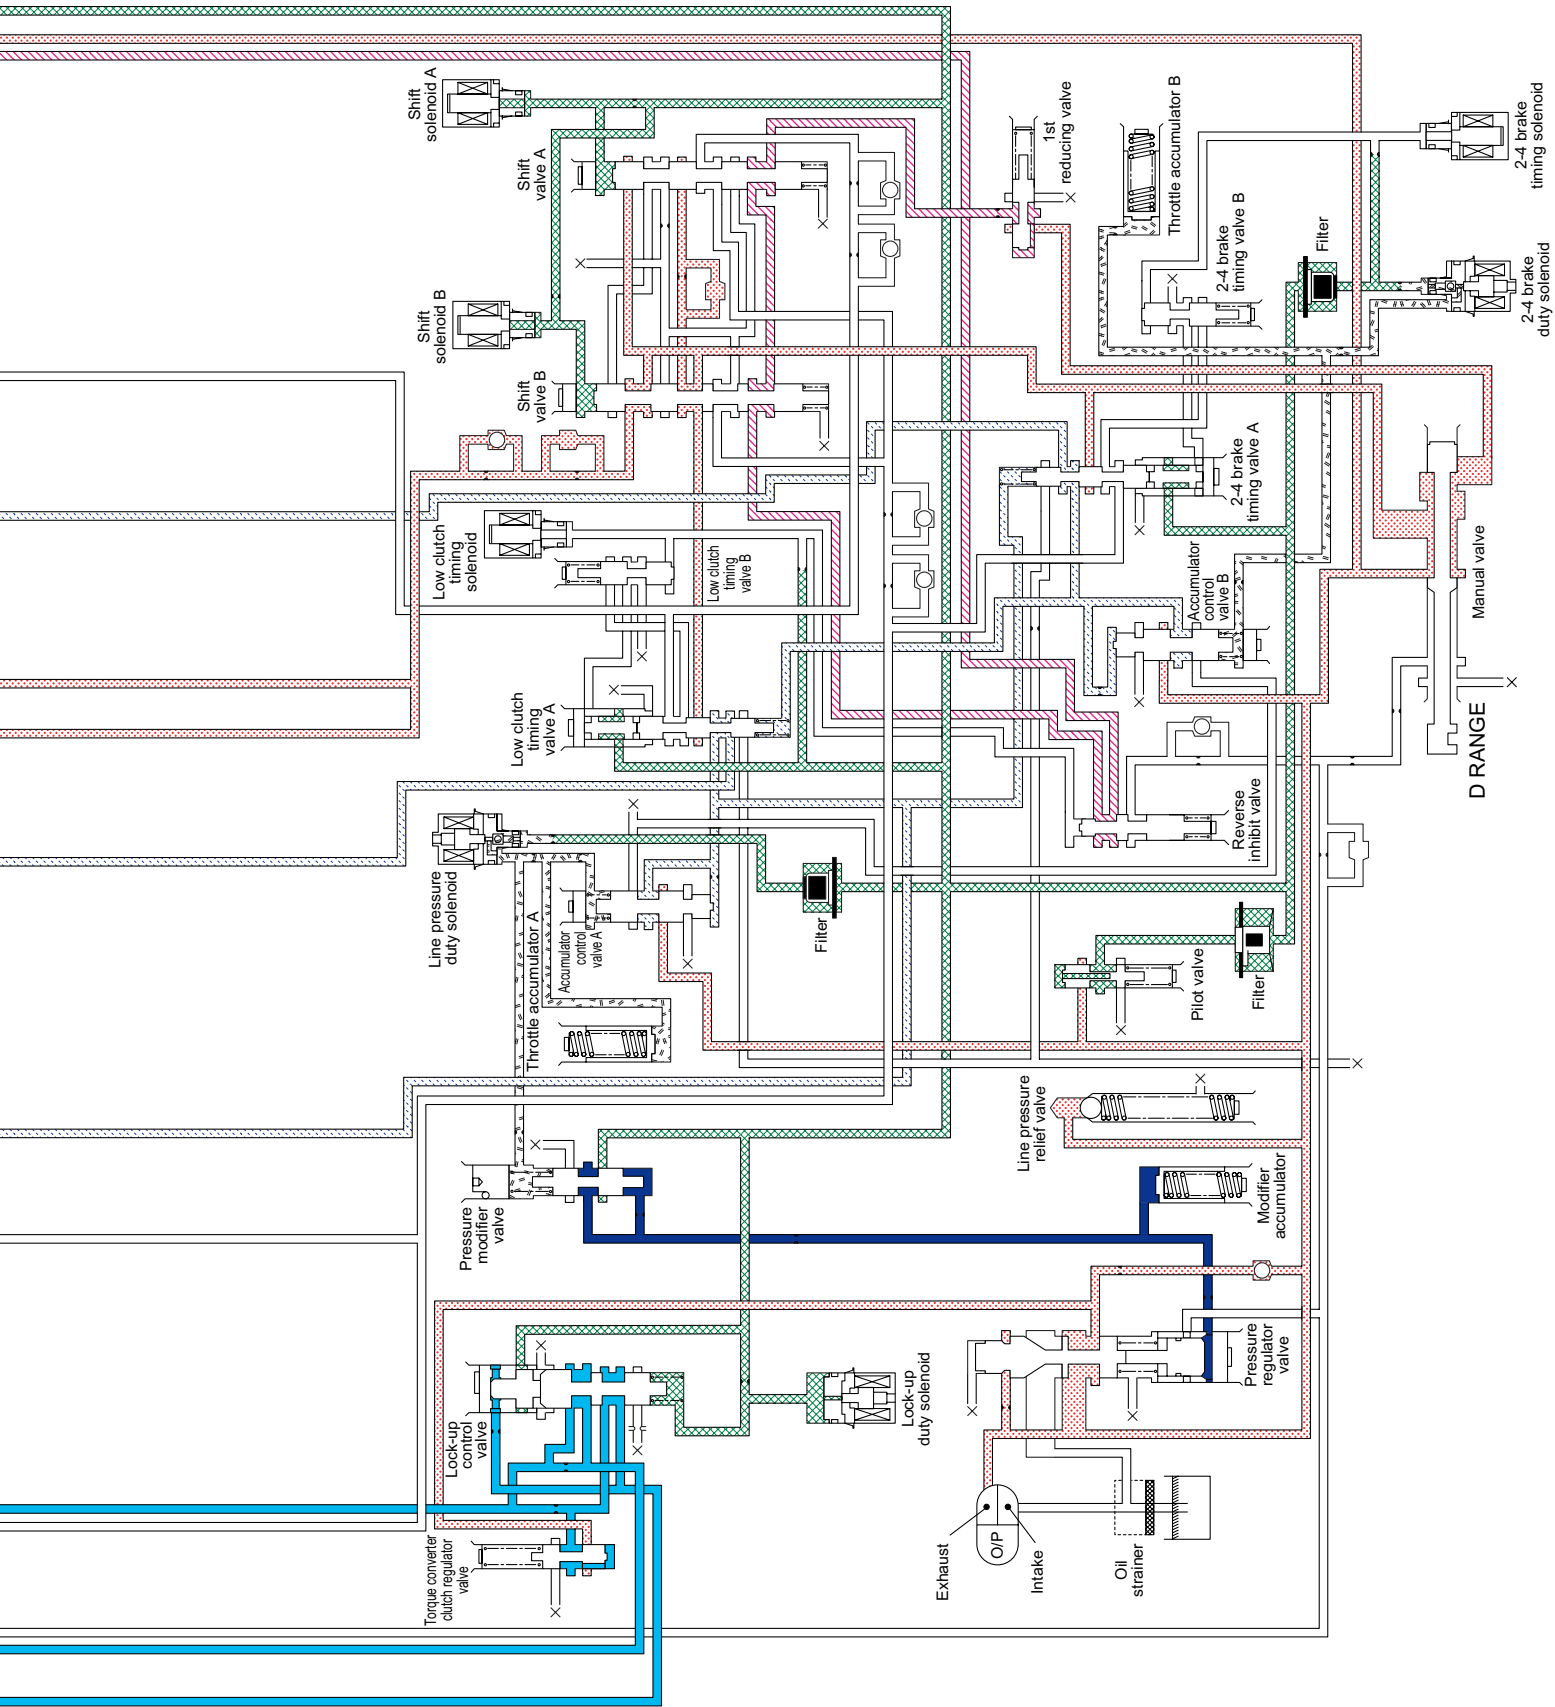 Shift
solenoid A
Shift
valve A
Shift
solenoid B
Shift
valve B
1st
reducing valve
Throttle accumulator B
2-4 brake
timing solenoid
2-4 brake
timing valve B
Filter
2-4 brake
duty solenoid
Low clutch
timing
solenoid
Low clutch
timing
valve B
2-4 brake
timing valve A
Accumulator
control
valve B
Manual valve
Low clutch
timing
valve A
D RANGE
Reverse
inhibit valve
Line pressure
duty solenoid
Throttle accumulator A
Accumulator
control
valve A
Filter
Pilot valve
Filter
Line pressure
relief valve
Pressure
modifier
valve
Modifier
accumulator
Lock-up
control
valve
Lock-up
duty solenoid
Pressure
regulator
valve
Torque converter
clutch regulator
valve
Exhaust
O/P
Intake
Oil
strainer